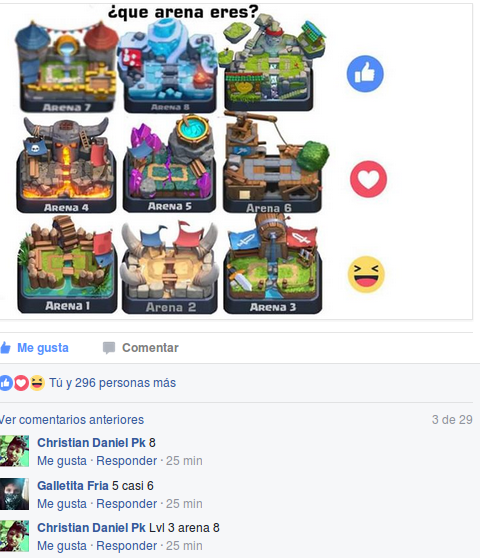 ¿que arena eres?
Arena 7
Arena 8
Arena 4
Arena 5
Arena 6
Arena 1
Arena 2
Arena 3
Me gusta
Comentar
Tú y 296 personas más
Ver comentarios anteriores
3 de 29
Christian Daniel Pk 8
Me gusta · Responder · 25 min
Galletita Fria 5 casi 6
Me gusta · Responder · 25 min
Christian Daniel Pk Lvl 3 arena 8
Me gusta · Responder · 25 min